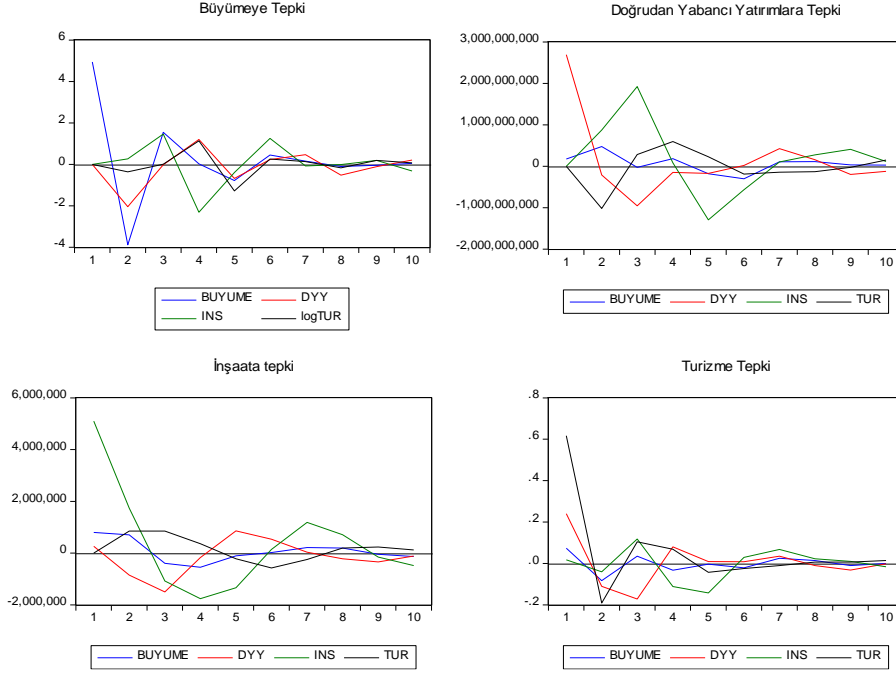 Büyümeye Tepki
6
4
2
0
-2
-4
1 2 3 4 5 6 7 8 9 10
BUYUME DYY
INS logTUR
Doğrudan Yabancı Yatırımlara Tepki
3,000,000,000
2,000,000,000
1,000,000,000
0
-1,000,000,000
-2,000,000,000
1 2 3 4 5 6 7 8 9 10
BUYUME DYY INS TUR
İnşaata tepki
6,000,000
4,000,000
2,000,000
0
-2,000,000
1 2 3 4 5 6 7 8 9 10
BUYUME DYY INS TUR
Turizme Tepki
.8
.6
.4
.2
.0
-.2
1 2 3 4 5 6 7 8 9 10
BUYUME DYY INS TUR